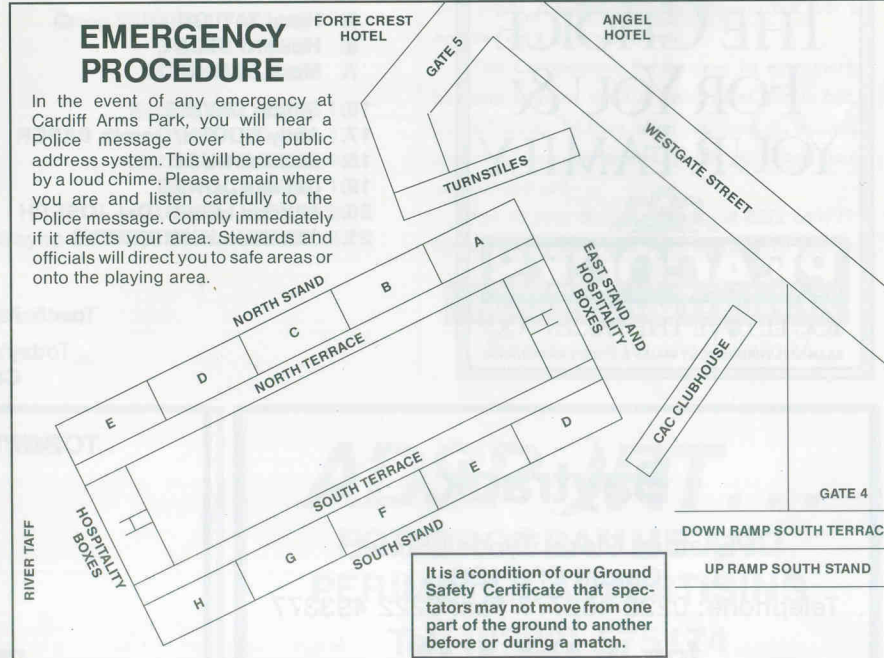 EMERGENCY
PROCEDURE
In the event of any emergency at
Cardiff Arms Park, you will hear a
Police message over the public
address system. This will be preceded
by a loud chime. Please remain where
you are and listen carefully to the
Police message. Comply immediately
if it affects your area. Stewards and
officials will direct you to safe areas or
onto the playing area.
FORTE CREST
HOTEL
GATE 5
ANGEL
HOTEL
WESTGATE STREET
TURNSTILES
NORTH STAND
A
B
C
D
E
NORTH TERRACE
EAST STAND AND
HOSPITALITY
BOXES
CAC CLUBHOUSE
SOUTH TERRACE
D
E
F
G
H
SOUTH STAND
HOSPITALITY
BOXES
RIVER TAFF
GATE 4
DOWN RAMP SOUTH TERRAC
UP RAMP SOUTH STAND
It is a condition of our Ground
Safety Certificate that spec-
tators may not move from one
part of the ground to another
before or during a match.